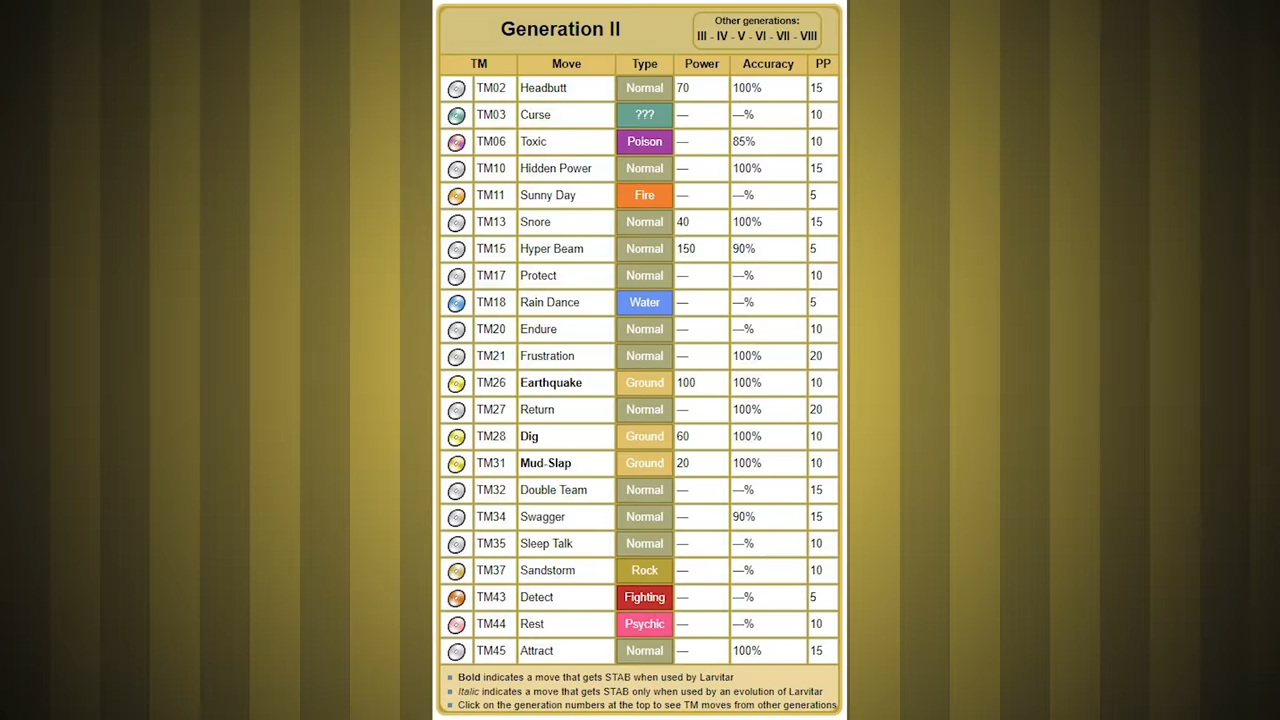 Generation II
Other generations:
III - IV - V - VI - VII - VIII
TM Move Type Power Accuracy PP
TM02 Headbutt Normal 70 100% 15
TM03 Curse ??? — —% 10
TM06 Toxic Poison — 85% 10
TM10 Hidden Power Normal — 100% 15
TM11 Sunny Day Fire — —% 5
TM13 Snore Normal 40 100% 15
TM15 Hyper Beam Normal 150 90% 5
TM17 Protect Normal — —% 10
TM18 Rain Dance Water — —% 5
TM20 Endure Normal — —% 10
TM21 Frustration Normal — 100% 20
TM26 Earthquake Ground 100 100% 10
TM27 Return Normal — 100% 20
TM28 Dig Ground 60 100% 10
TM31 Mud-Slap Ground 20 100% 10
TM32 Double Team Normal — —% 15
TM34 Swagger Normal — 90% 15
TM35 Sleep Talk Normal — —% 10
TM37 Sandstorm Rock — —% 10
TM43 Detect Fighting — —% 5
TM44 Rest Psychic — —% 10
TM45 Attract Normal — 100% 15
Bold indicates a move that gets STAB when used by Larvitar
Italic indicates a move that gets STAB only when used by an evolution of Larvitar
Click on the generation numbers at the top to see TM moves from other generations